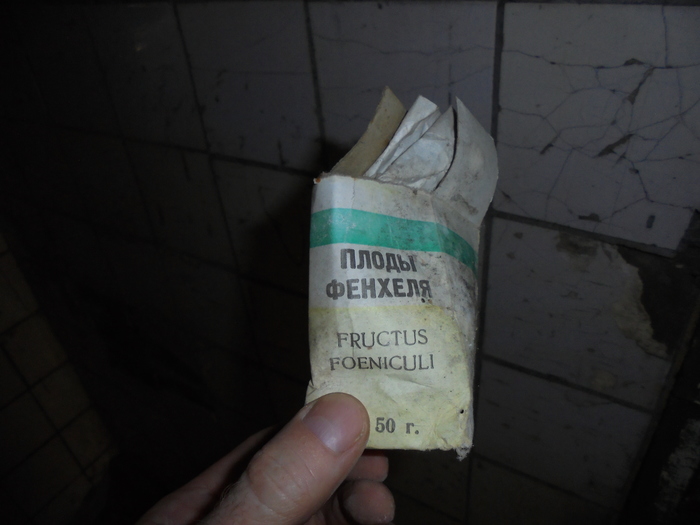 ПЛОДЫ
ФЕНХЕЛЯ
FRUCTUS
FOENICULI
50 г.